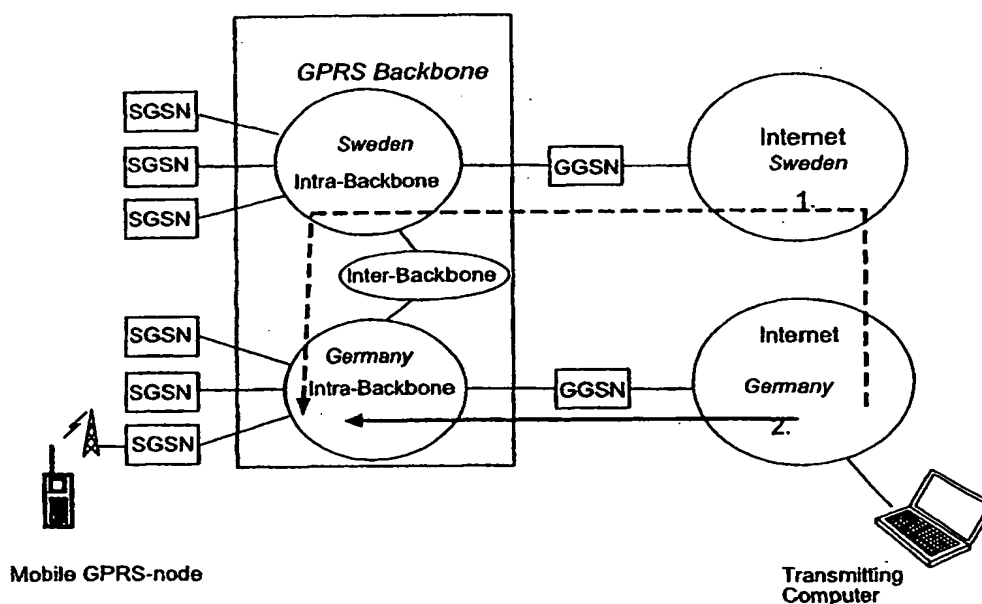 GPRS Backbone
SGSN
SGSN
SGSN
Sweden
Intra-Backbone
GGSN
Internet
Sweden
1.
Inter-Backbone
SGSN
SGSN
SGSN
Germany
Intra-Backbone
GGSN
Internet
Germany
2.
Mobile GPRS-node
Transmitting
Computer